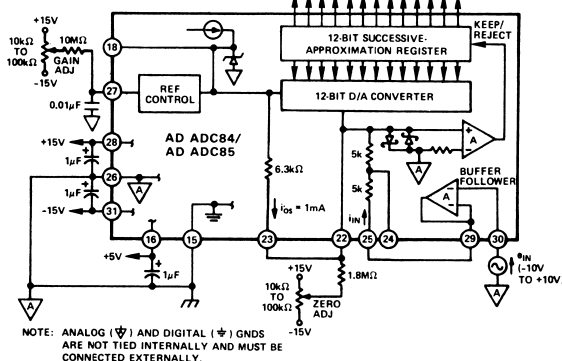 +15V
10kΩ
TO
100kΩ
10MΩ
GAIN
ADJ
-15V
0.01μF
18
27
REF
CONTROL
12-BIT SUCCESSIVE-
APPROXIMATION REGISTER
12-BIT D/A CONVERTER
KEEP/
REJECT
AD ADC84/
AD ADC85
+15V
28
1μF
26
A
1μF
-15V
31
6.3kΩ
iOS = 1mA
5k
5k
iIN
A
A
BUFFER
FOLLOWER
A
16
15
23
22
25
24
29
30
+5V
1μF
A
+15V
10kΩ
TO
100kΩ
1.8MΩ
ZERO
ADJ
-15V
eIN
(-10V
TO +10V)
A
NOTE: ANALOG (A) AND DIGITAL (⏚) GNDS
ARE NOT TIED INTERNALLY AND MUST BE
CONNECTED EXTERNALLY.